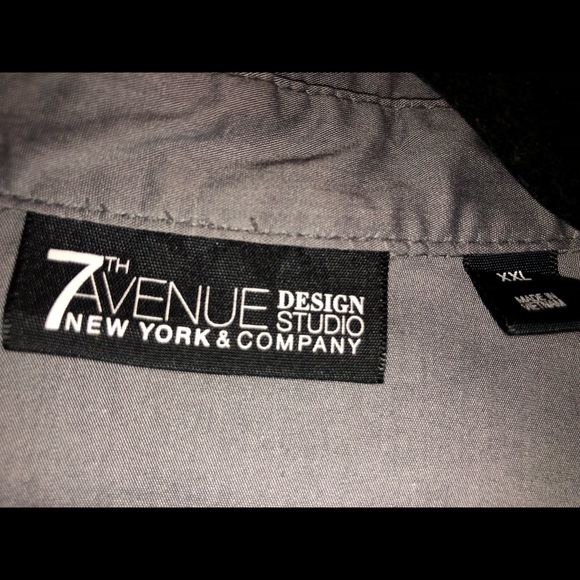 7TH AVENUE DESIGN STUDIO
NEW YORK & COMPANY
XXL
MADE IN
VIETNAM